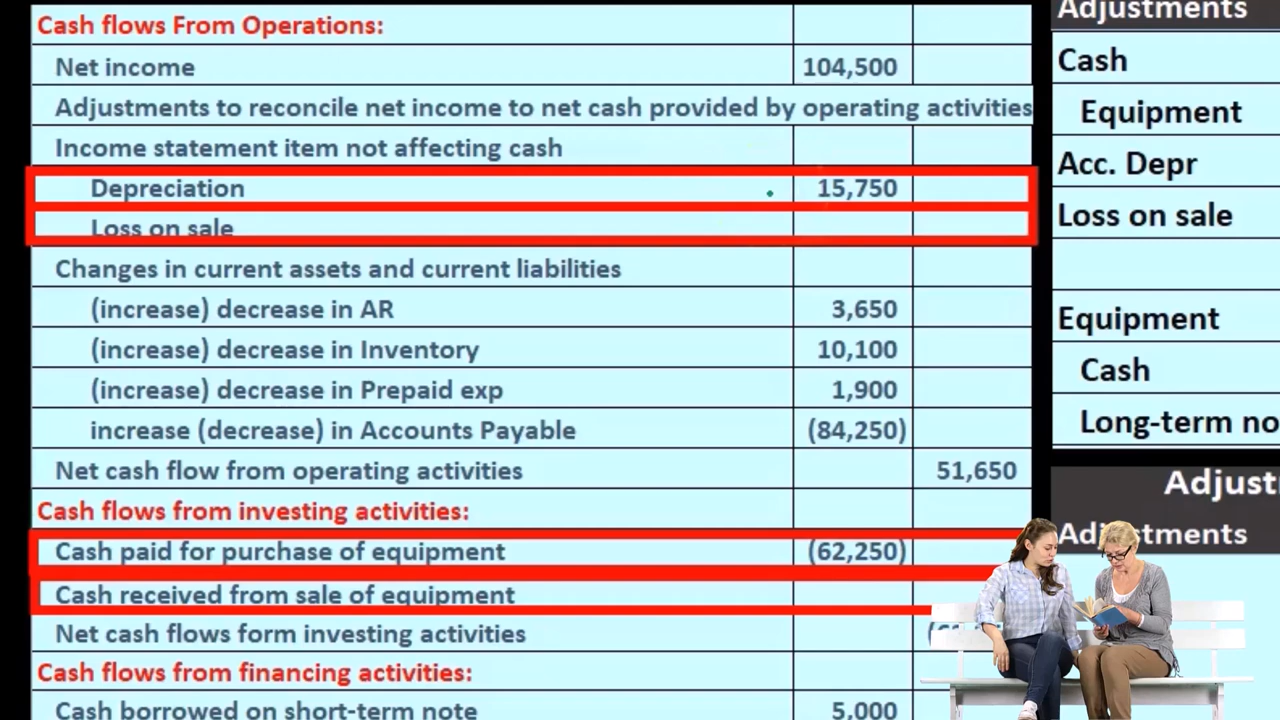 Cash flows From Operations:
Net income 104,500
Adjustments to reconcile net income to net cash provided by operating activities
Income statement item not affecting cash
Depreciation 15,750
Loss on sale
Changes in current assets and current liabilities
(increase) decrease in AR 3,650
(increase) decrease in Inventory 10,100
(increase) decrease in Prepaid exp 1,900
increase (decrease) in Accounts Payable (84,250)
Net cash flow from operating activities 51,650
Cash flows from investing activities:
Cash paid for purchase of equipment (62,250)
Cash received from sale of equipment
Net cash flows form investing activities
Cash flows from financing activities:
Cash borrowed on short-term note 5,000
Adjustments
Cash
Equipment
Acc. Depr
Loss on sale
Equipment
Cash
Long-term no
Adjust
Adjustments